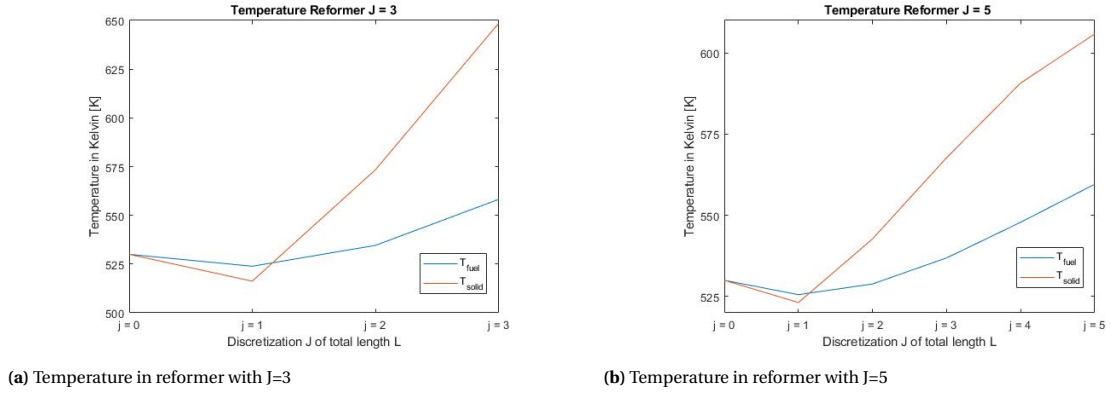 Temperature Reformer J = 3
650
625
600
575
550
525
500
Temperature in Kelvin [K]
j = 0
j = 1
j = 2
j = 3
Discretization J of total length L
T_fuel
T_solid
(a) Temperature in reformer with J=3
Temperature Reformer J = 5
600
575
550
525
Temperature in Kelvin [K]
j = 0
j = 1
j = 2
j = 3
j = 4
j = 5
Discretization J of total length L
T_fuel
T_solid
(b) Temperature in reformer with J=5